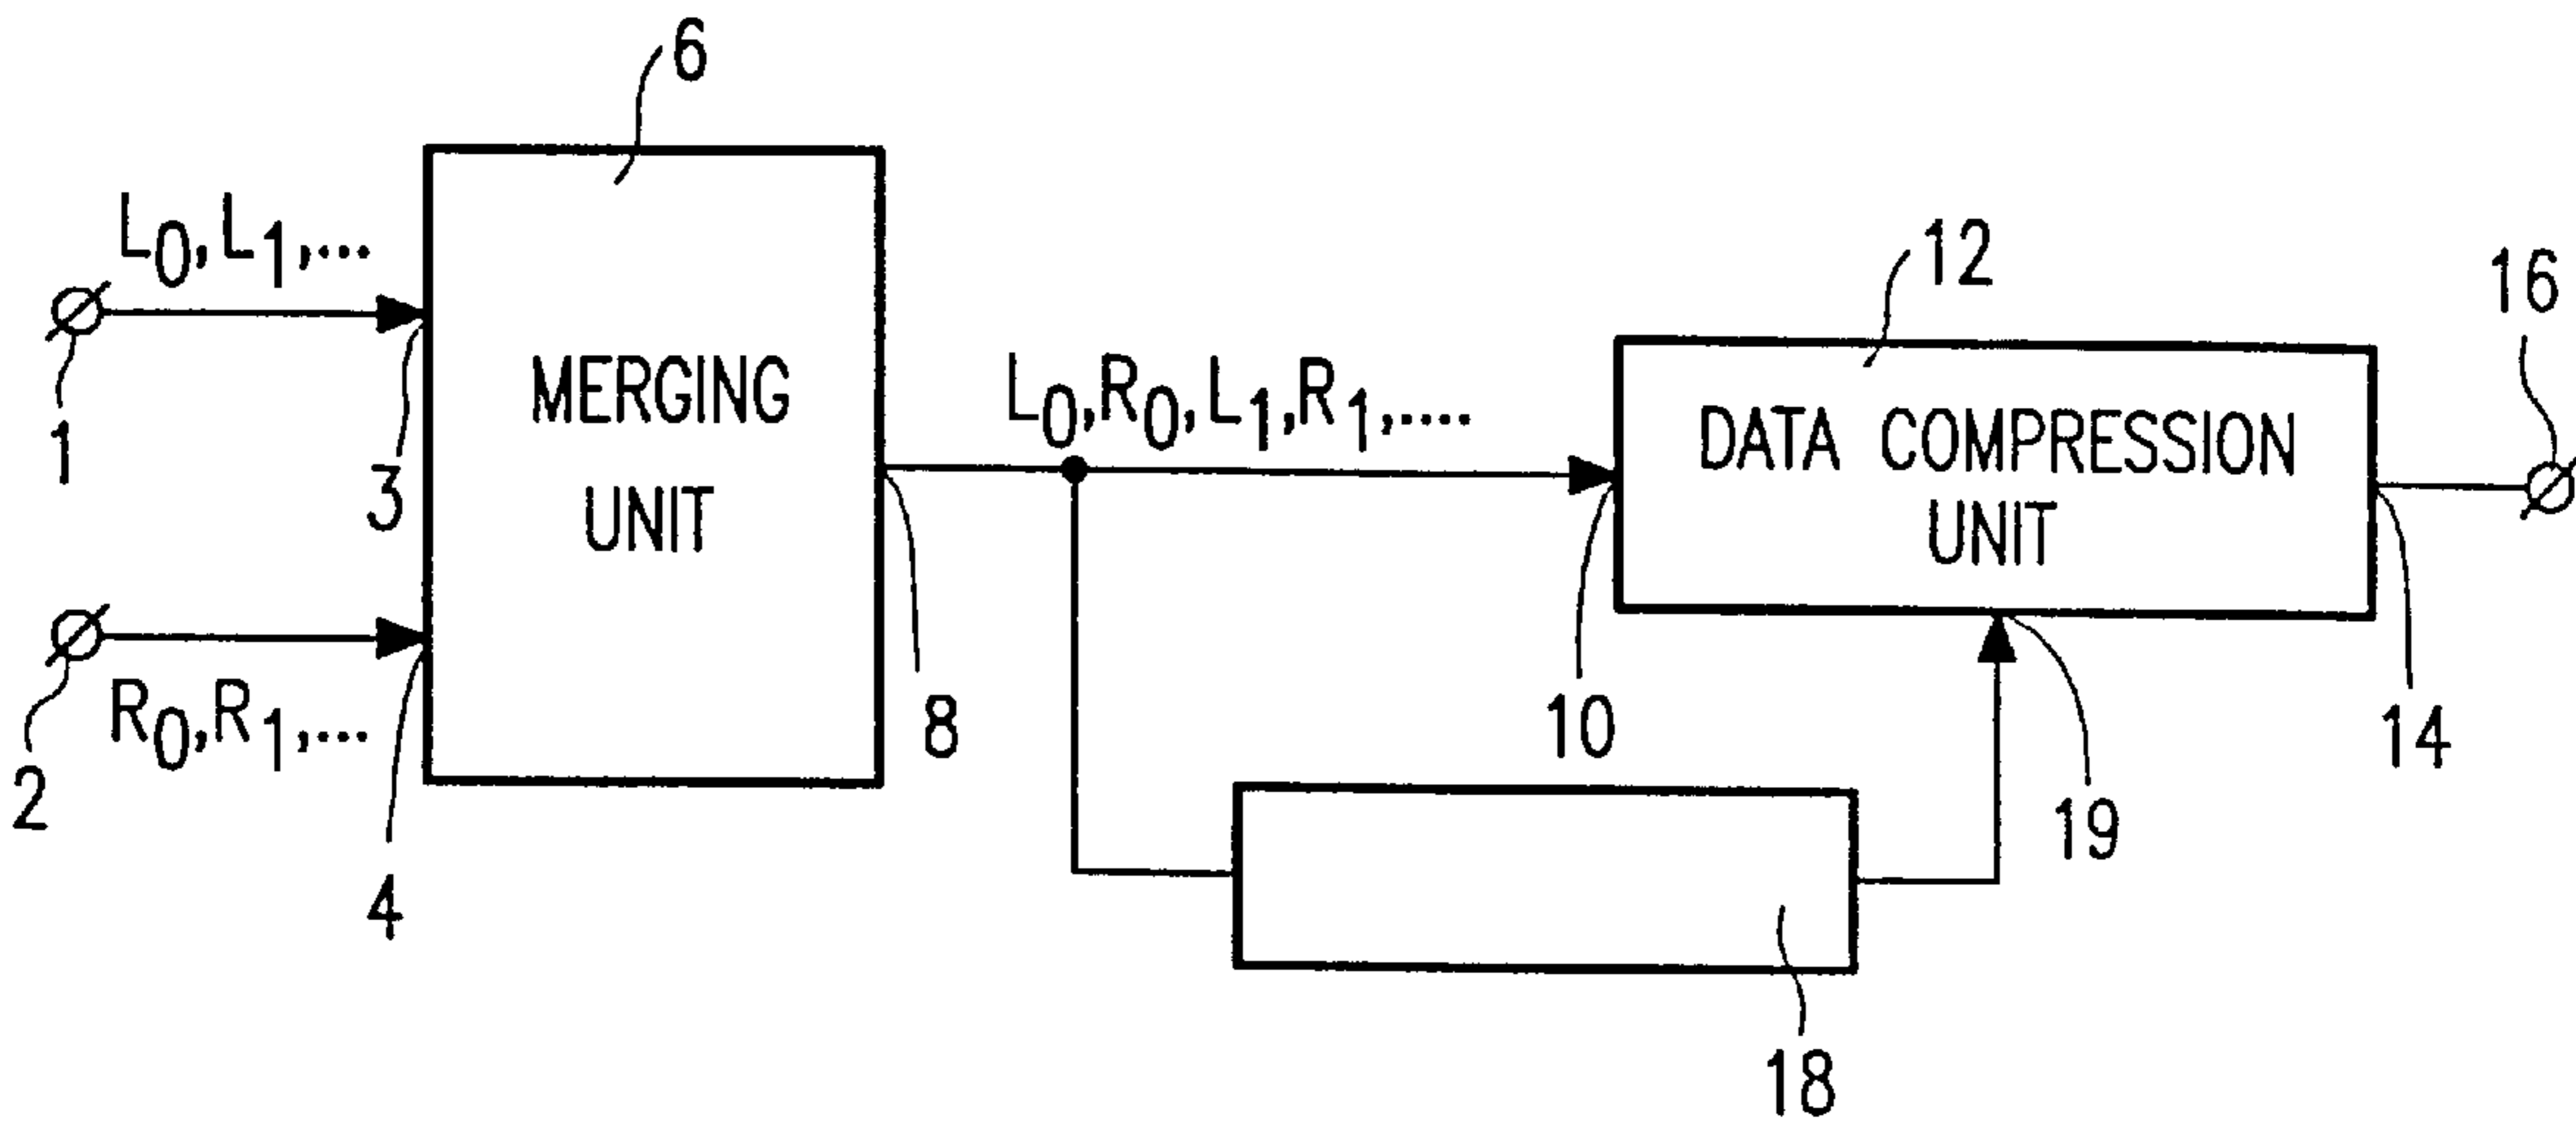 6
L0, L1,...
12
16
MERGING
UNIT
L0,R0,L1,R1,....
DATA COMPRESSION
UNIT
1
3
R0,R1,...
2
4
8
10
14
19
18